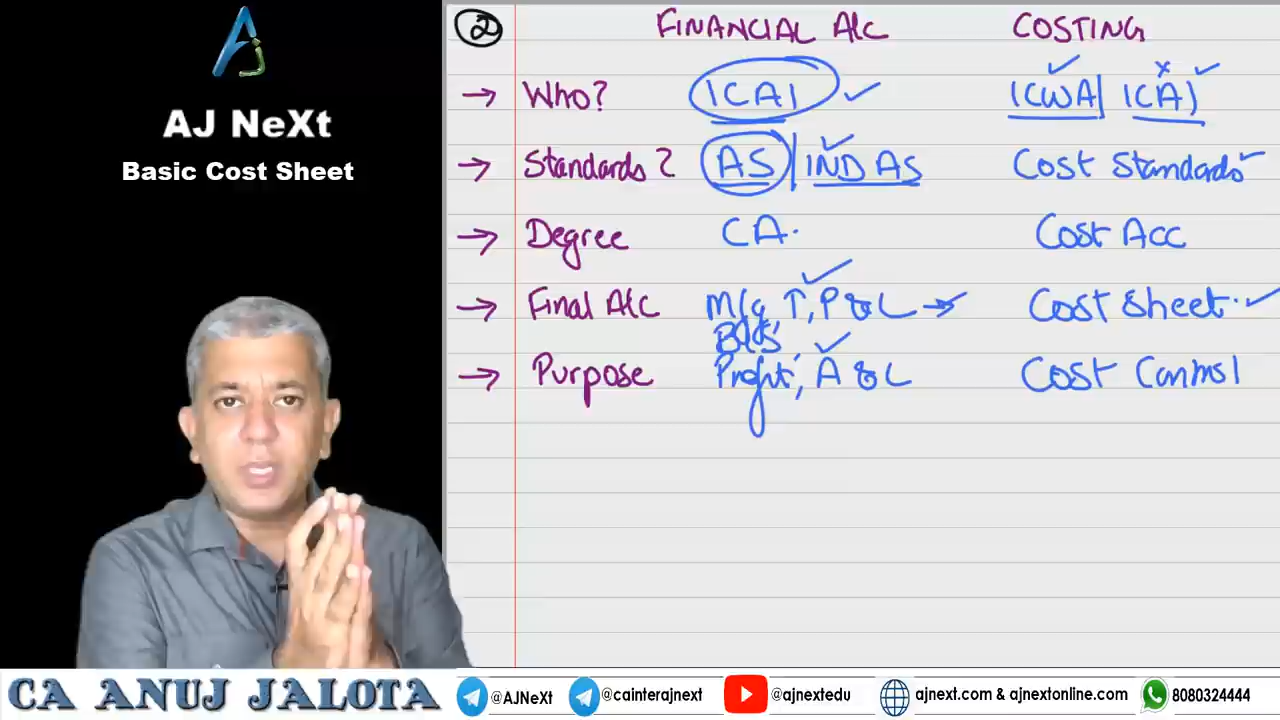 AJ NeXt
Basic Cost Sheet
② FINANCIAL A/C COSTING
→ Who? ICAI ICWA| ICAI
→ Standards? AS | IND AS Cost Standards
→ Degree CA. Cost Acc
→ Final A/c M/g T, P & L → Cost Sheet.
B/S
→ Purpose Profit, A & L Cost Control
CA ANUJ JALOTA @AJNeXt @cainterajnext @ajnextedu ajnext.com & ajnextonline.com 8080324444